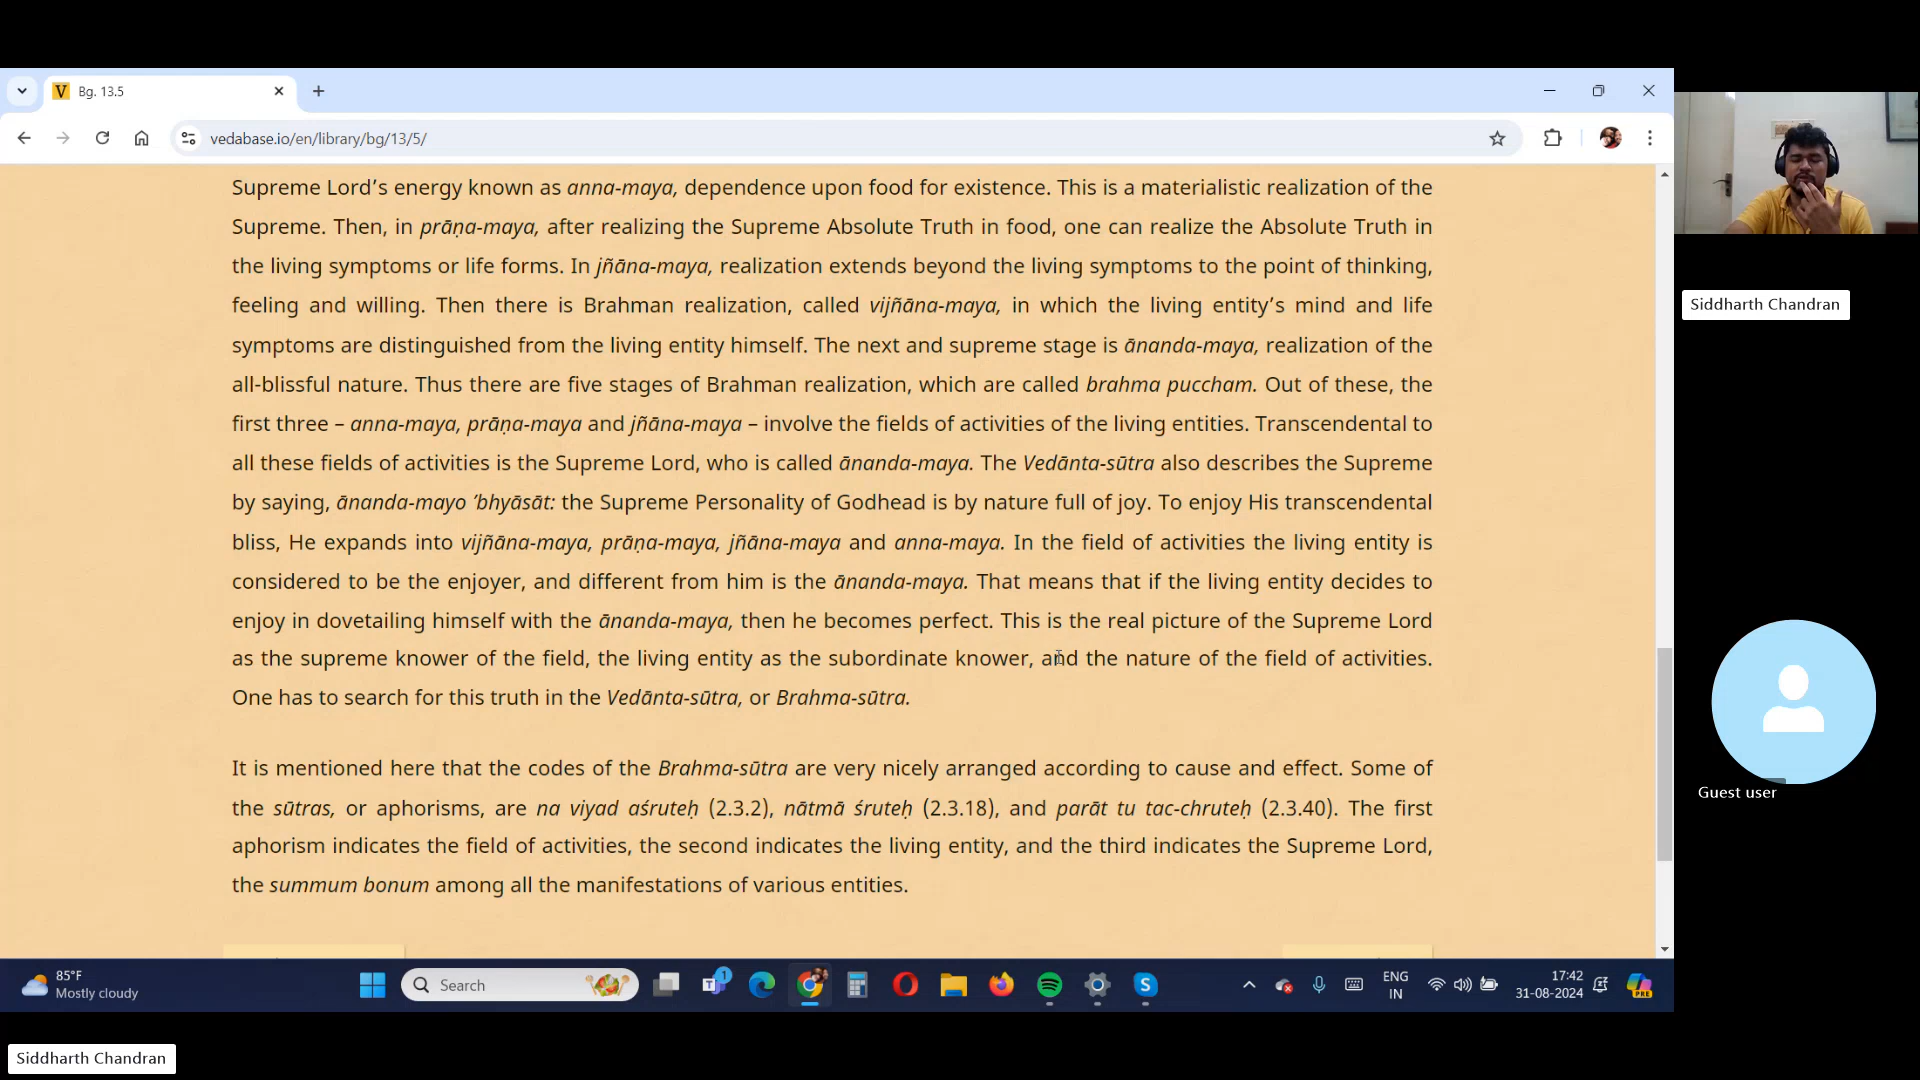 Bg. 13.5
vedabase.io/en/library/bg/13/5/
Supreme Lord’s energy known as anna-maya, dependence upon food for existence. This is a materialistic realization of the
Supreme. Then, in prāṇa-maya, after realizing the Supreme Absolute Truth in food, one can realize the Absolute Truth in
the living symptoms or life forms. In jñāna-maya, realization extends beyond the living symptoms to the point of thinking,
feeling and willing. Then there is Brahman realization, called vijñāna-maya, in which the living entity’s mind and life
symptoms are distinguished from the living entity himself. The next and supreme stage is ānanda-maya, realization of the
all-blissful nature. Thus there are five stages of Brahman realization, which are called brahma puccham. Out of these, the
first three – anna-maya, prāṇa-maya and jñāna-maya – involve the fields of activities of the living entities. Transcendental to
all these fields of activities is the Supreme Lord, who is called ānanda-maya. The Vedānta-sūtra also describes the Supreme
by saying, ānanda-mayo ’bhyāsāt: the Supreme Personality of Godhead is by nature full of joy. To enjoy His transcendental
bliss, He expands into vijñāna-maya, prāṇa-maya, jñāna-maya and anna-maya. In the field of activities the living entity is
considered to be the enjoyer, and different from him is the ānanda-maya. That means that if the living entity decides to
enjoy in dovetailing himself with the ānanda-maya, then he becomes perfect. This is the real picture of the Supreme Lord
as the supreme knower of the field, the living entity as the subordinate knower, and the nature of the field of activities.
One has to search for this truth in the Vedānta-sūtra, or Brahma-sūtra.
It is mentioned here that the codes of the Brahma-sūtra are very nicely arranged according to cause and effect. Some of
the sūtras, or aphorisms, are na viyad aśruteḥ (2.3.2), nātmā śruteḥ (2.3.18), and parāt tu tac-chruteḥ (2.3.40). The first
aphorism indicates the field of activities, the second indicates the living entity, and the third indicates the Supreme Lord,
the summum bonum among all the manifestations of various entities.
Siddharth Chandran
Guest user
85°F
Mostly cloudy
Search
1
ENG
IN
17:42
31-08-2024
PRE
Siddharth Chandran